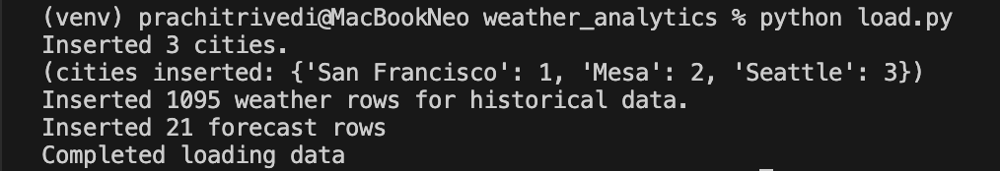 (venv) prachitrivedi@MacBookNeo weather_analytics % python load.py
Inserted 3 cities.
(cities inserted: {'San Francisco': 1, 'Mesa': 2, 'Seattle': 3})
Inserted 1095 weather rows for historical data.
Inserted 21 forecast rows
Completed loading data